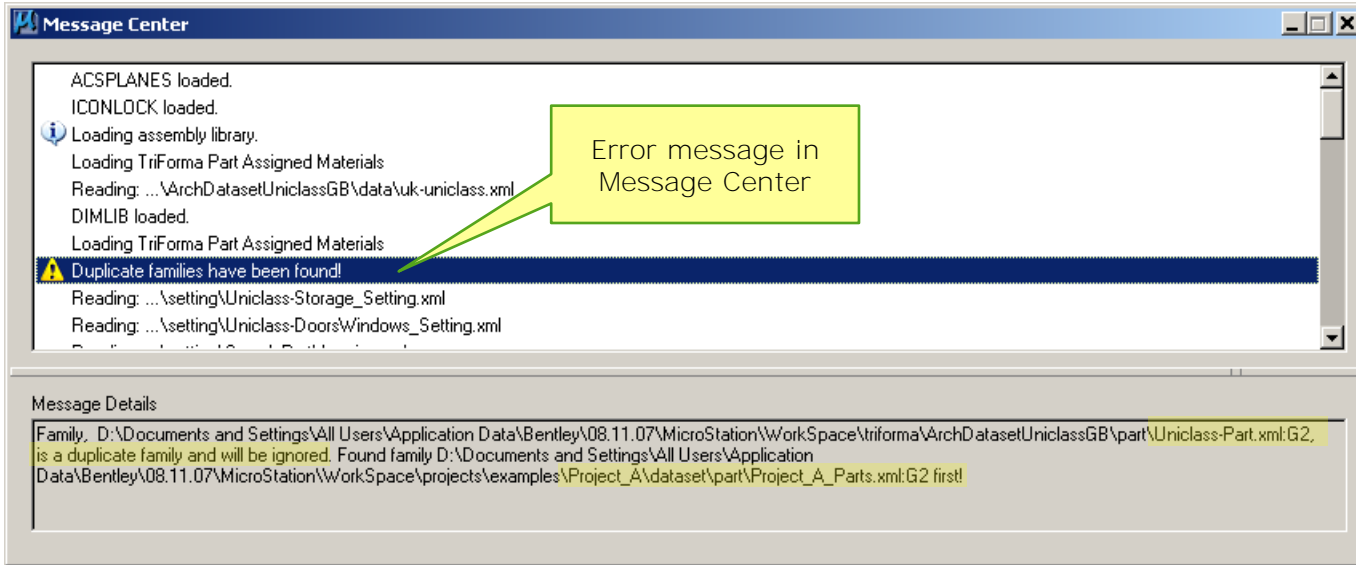 Message Center
ACSPLANES loaded.
ICONLOCK loaded.
Loading assembly library.
Loading TriForma Part Assigned Materials
Reading: ...\ArchDatasetUniclassGB\data\uk-uniclass.xml
DIMLIB loaded.
Loading TriForma Part Assigned Materials
Duplicate families have been found!
Reading: ...\setting\Uniclass-Storage_Setting.xml
Reading: ...\setting\Uniclass-DoorsWindows_Setting.xml
Error message in
Message Center
Message Details
Family, D:\Documents and Settings\All Users\Application Data\Bentley\08.11.07\MicroStation\WorkSpace\triforma\ArchDatasetUniclassGB\part\Uniclass-Part.xml:G2,
is a duplicate family and will be ignored. Found family D:\Documents and Settings\All Users\Application
Data\Bentley\08.11.07\MicroStation\WorkSpace\projects\examples\Project_A\dataset\part\Project_A_Parts.xml:G2 first!